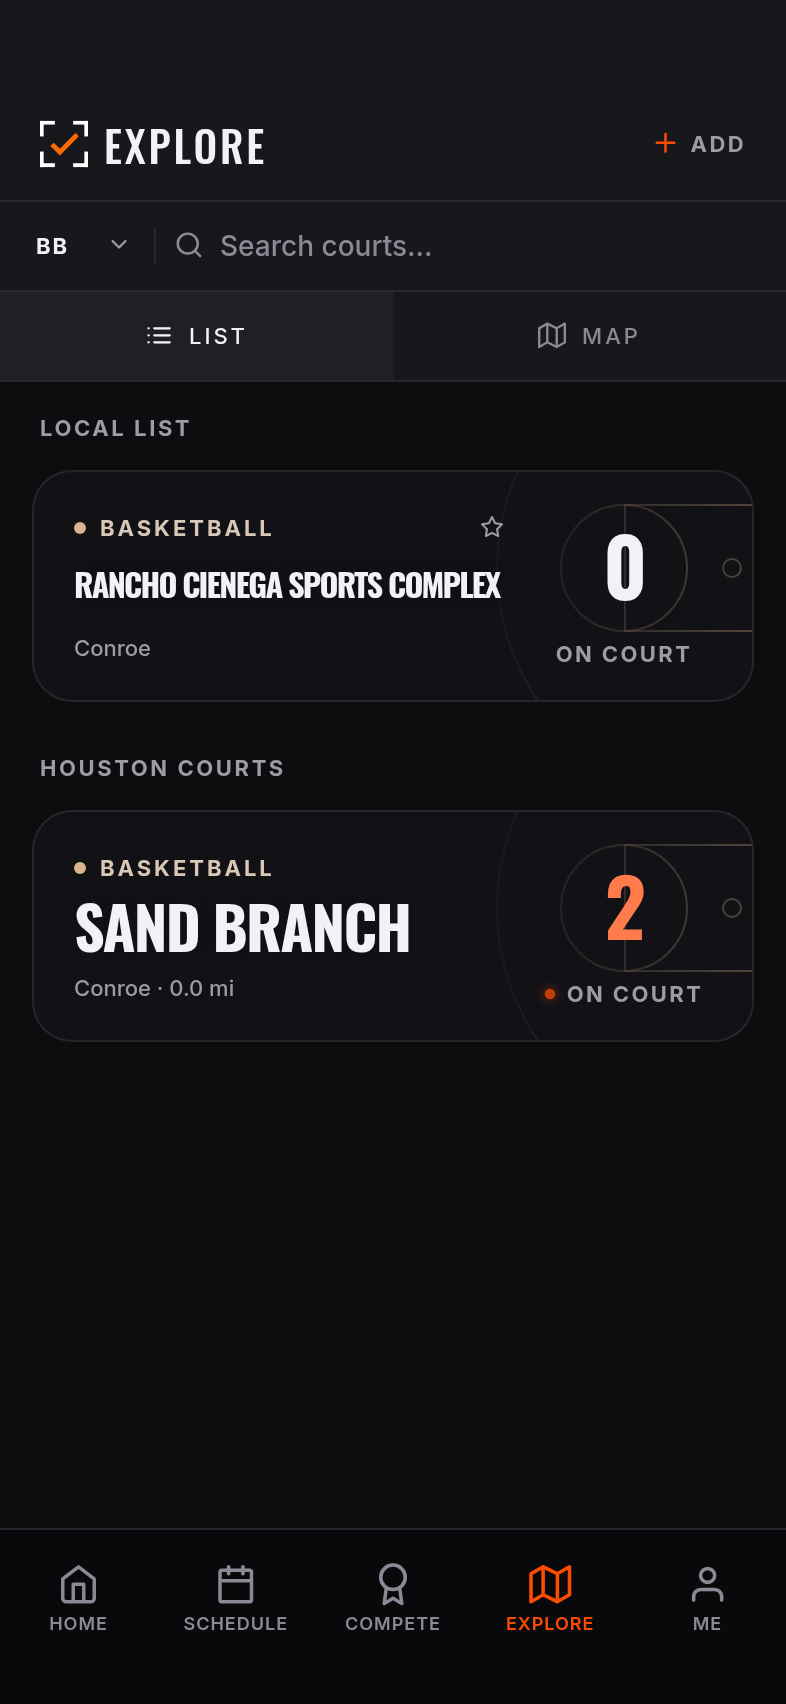 EXPLORE
ADD
BB
Search courts...
LIST
MAP
LOCAL LIST
BASKETBALL
RANCHO CIENEGA SPORTS COMPLEX
Conroe
0
ON COURT
HOUSTON COURTS
BASKETBALL
SAND BRANCH
Conroe · 0.0 mi
2
ON COURT
HOME
SCHEDULE
COMPETE
EXPLORE
ME